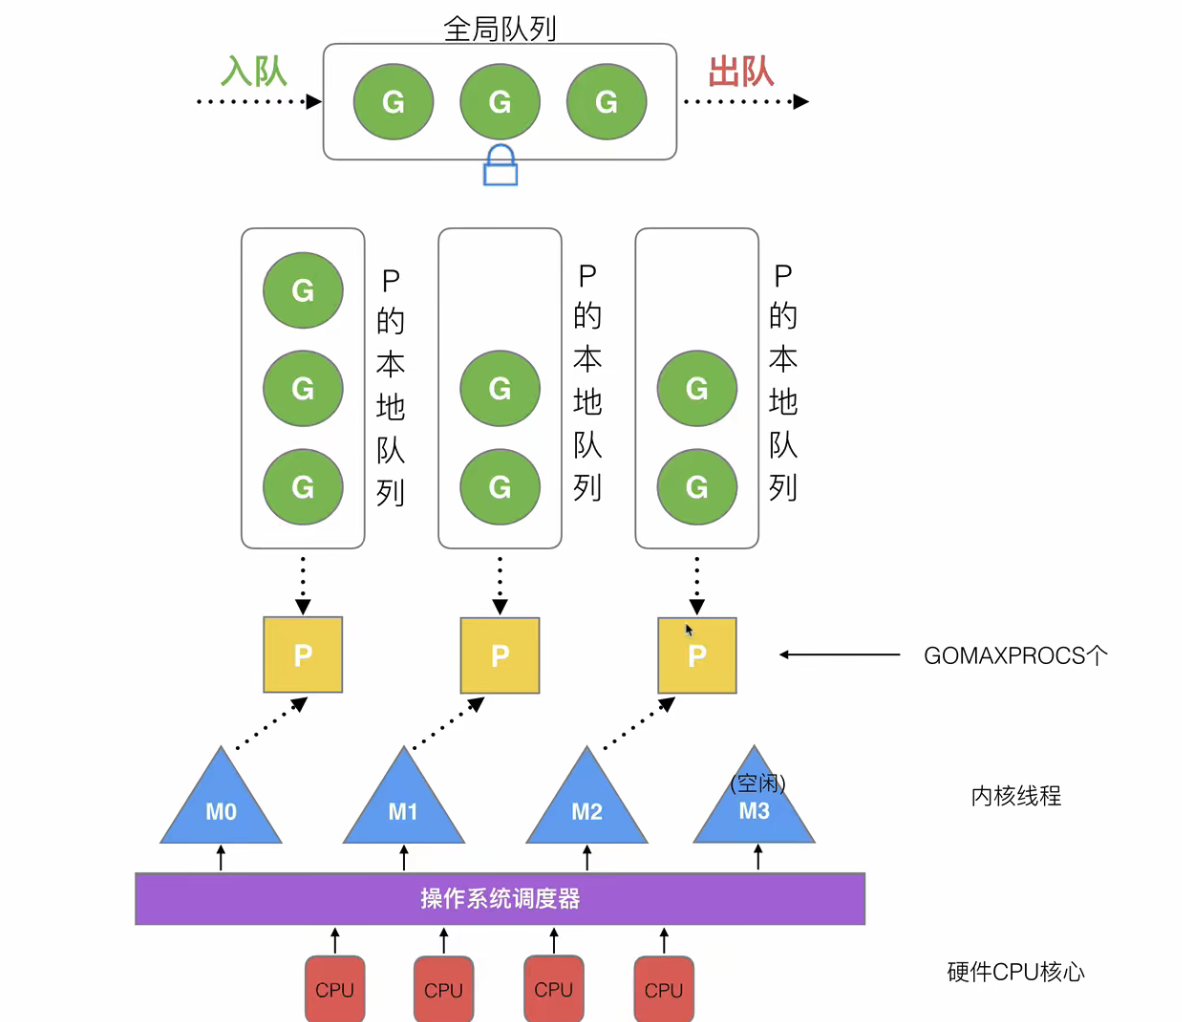 全局队列
入队
出队
G
G
G
G
G
G
G
G
G
G
P的本地队列
P的本地队列
P的本地队列
P
P
P
GOMAXPROCS个
M0
M1
M2
(空闲)
M3
内核线程
操作系统调度器
CPU
CPU
CPU
CPU
硬件CPU核心